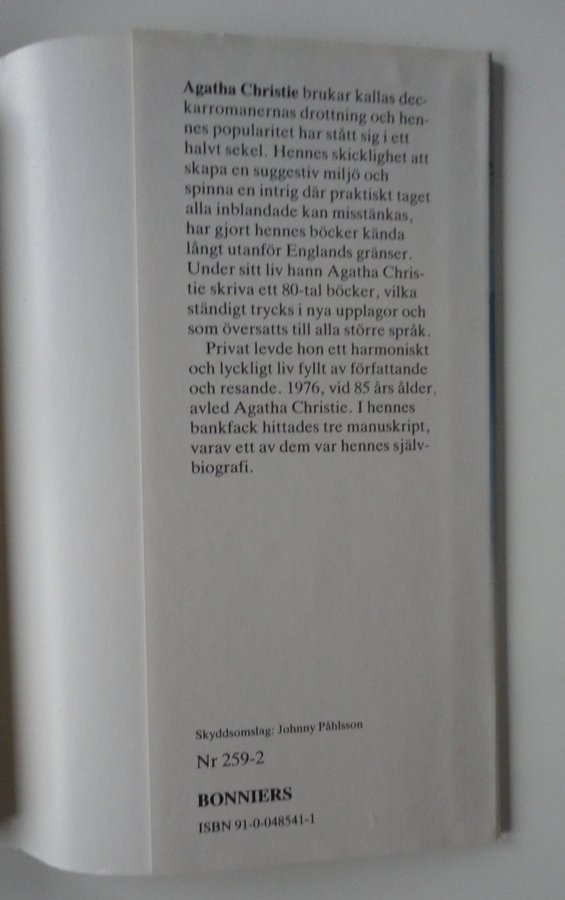 Agatha Christie brukar kallas dec-
karromanernas drottning och hen-
nes popularitet har stått sig i ett
halvt sekel. Hennes skicklighet att
skapa en suggestiv miljö och
spinna en intrig där praktiskt taget
alla inblandade kan misstänkas,
har gjort hennes böcker kända
långt utanför Englands gränser.
Under sitt liv hann Agatha Chris-
tie skriva ett 80-tal böcker, vilka
ständigt trycks i nya upplagor och
som översatts till alla större språk.
Privat levde hon ett harmoniskt
och lyckligt liv fyllt av författande
och resande. 1976, vid 85 års ålder,
avled Agatha Christie. I hennes
bankfack hittades tre manuskript,
varav ett av dem var hennes själv-
biografi.
Skyddsomslag: Johnny Påhlsson
Nr 259-2
BONNIERS
ISBN 91-0-048541-1